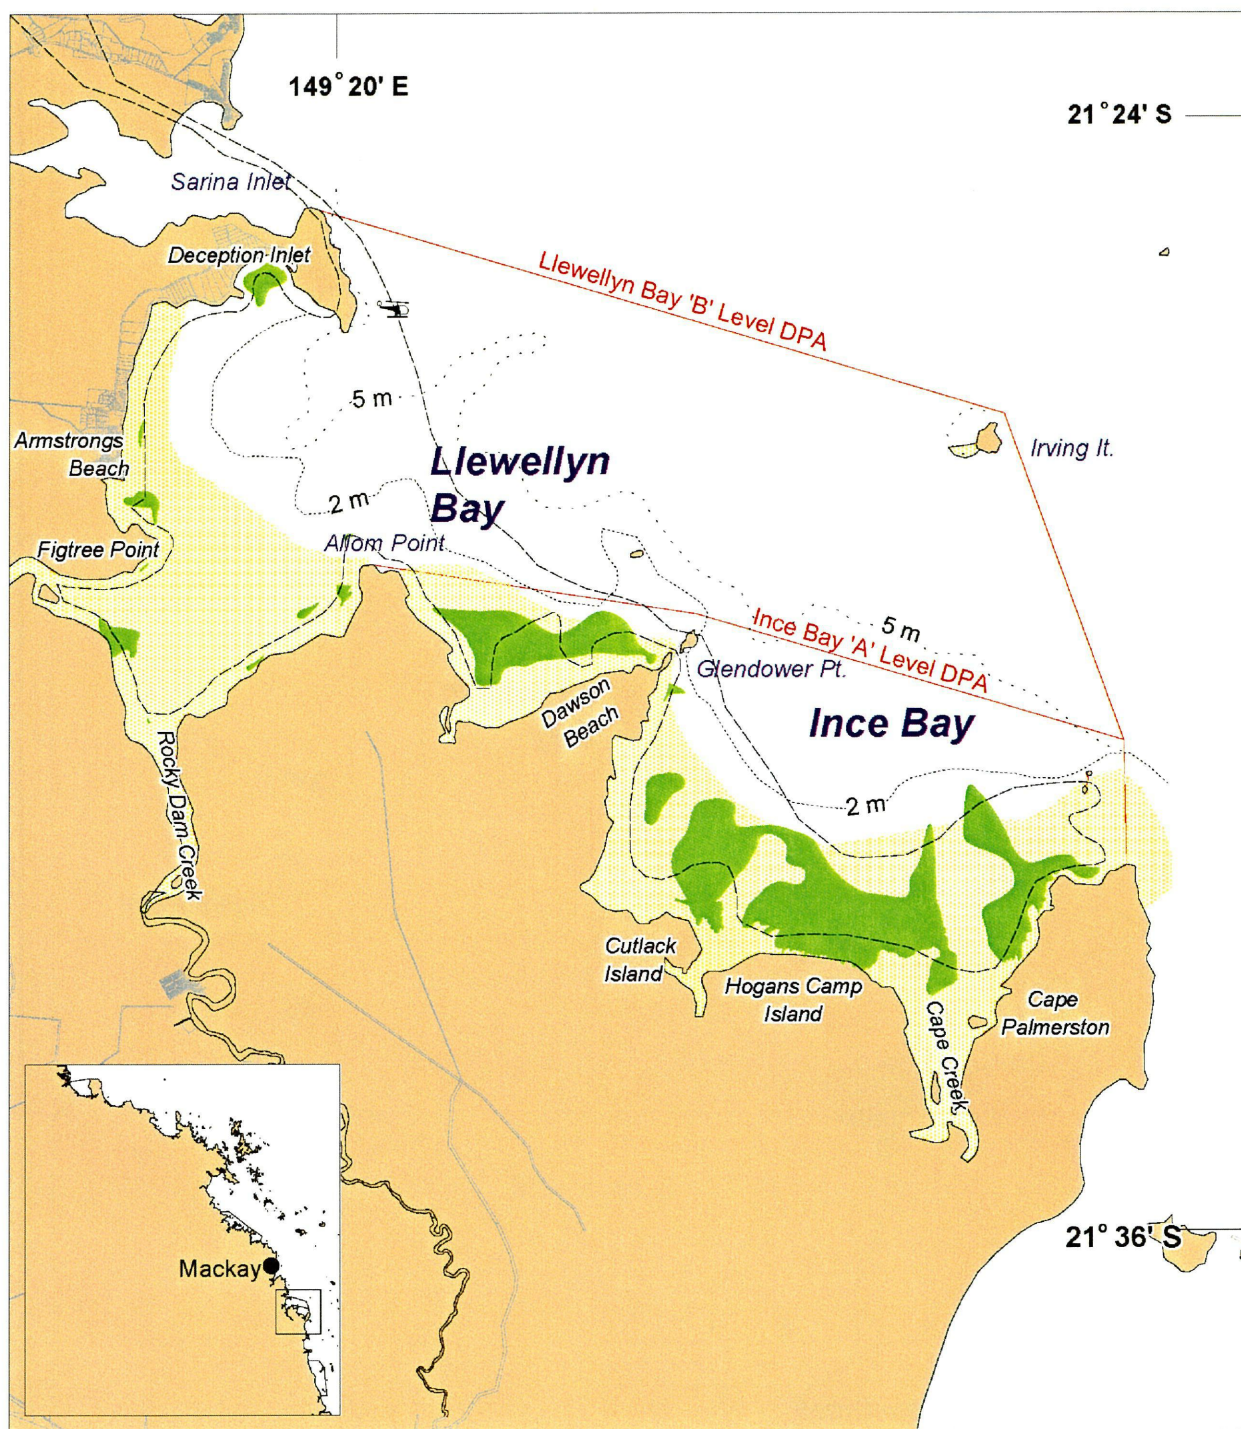 149° 20' E
21° 24' S
Sarina Inlet
Deception Inlet
Llewellyn Bay 'B' Level DPA
5 m
Armstrongs
Beach
Llewellyn
Bay
Irving It.
2 m
Figtree Point
Allom Point
Ince Bay 'A' Level DPA
5 m
Glendower Pt.
Dawson
Beach
Ince Bay
Rocky Dam Creek
2 m
Cutlack
Island
Hogans Camp
Island
Cape Creek
Cape
Palmerston
21° 36' S
Mackay